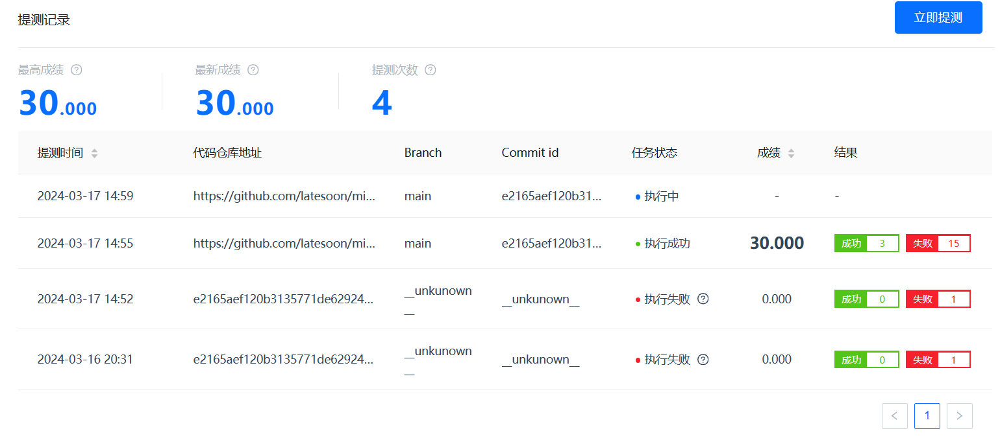 提测记录
立即提测
最高成绩 最新成绩 提测次数
30.000 30.000 4
提测时间 代码仓库地址 Branch Commit id 任务状态 成绩 结果
2024-03-17 14:59 https://github.com/latesoon/mi... main e2165aef120b31... 执行中 - -
2024-03-17 14:55 https://github.com/latesoon/mi... main e2165aef120b31... 执行成功 30.000 成功 3 失败 15
2024-03-17 14:52 e2165aef120b3135771de62924... __unkunown__ __unkunown__ 执行失败 0.000 成功 0 失败 1
2024-03-16 20:31 e2165aef120b3135771de62924... __unkunown__ __unkunown__ 执行失败 0.000 成功 0 失败 1
< 1 >